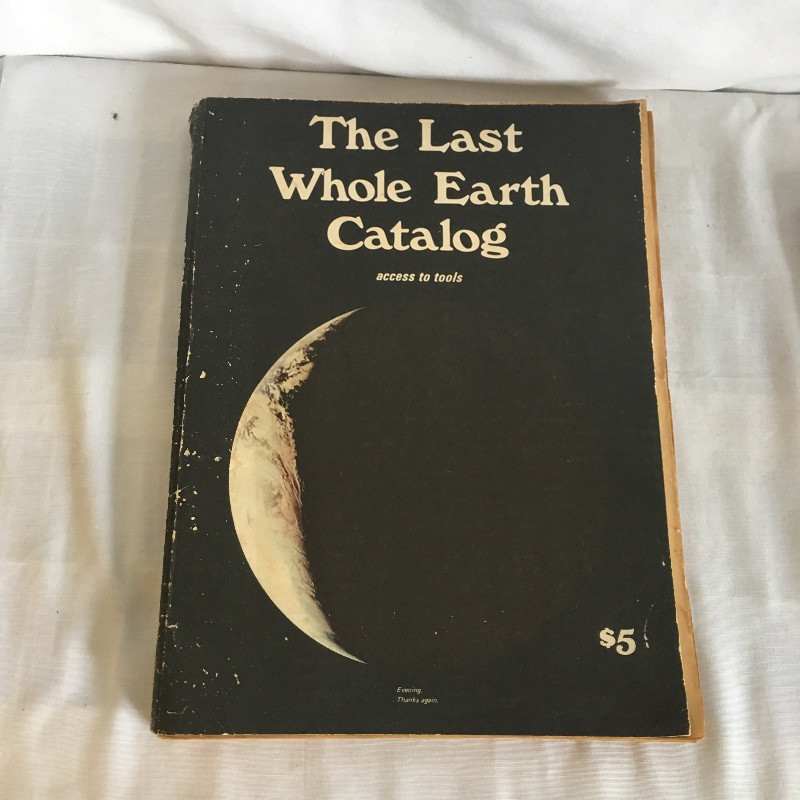 The Last
Whole Earth
Catalog
access to tools
$5
Evening.
Thanks again.